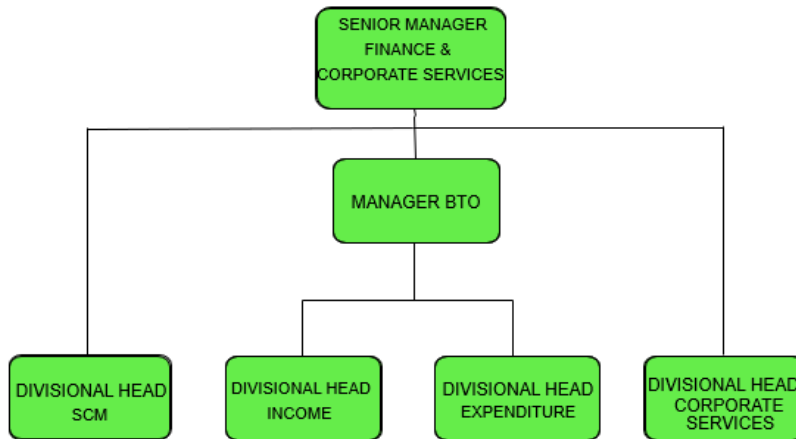 SENIOR MANAGER
FINANCE &
CORPORATE SERVICES
MANAGER BTO
DIVISIONAL HEAD
SCM
DIVISIONAL HEAD
INCOME
DIVISIONAL HEAD
EXPENDITURE
DIVISIONAL HEAD
CORPORATE
SERVICES